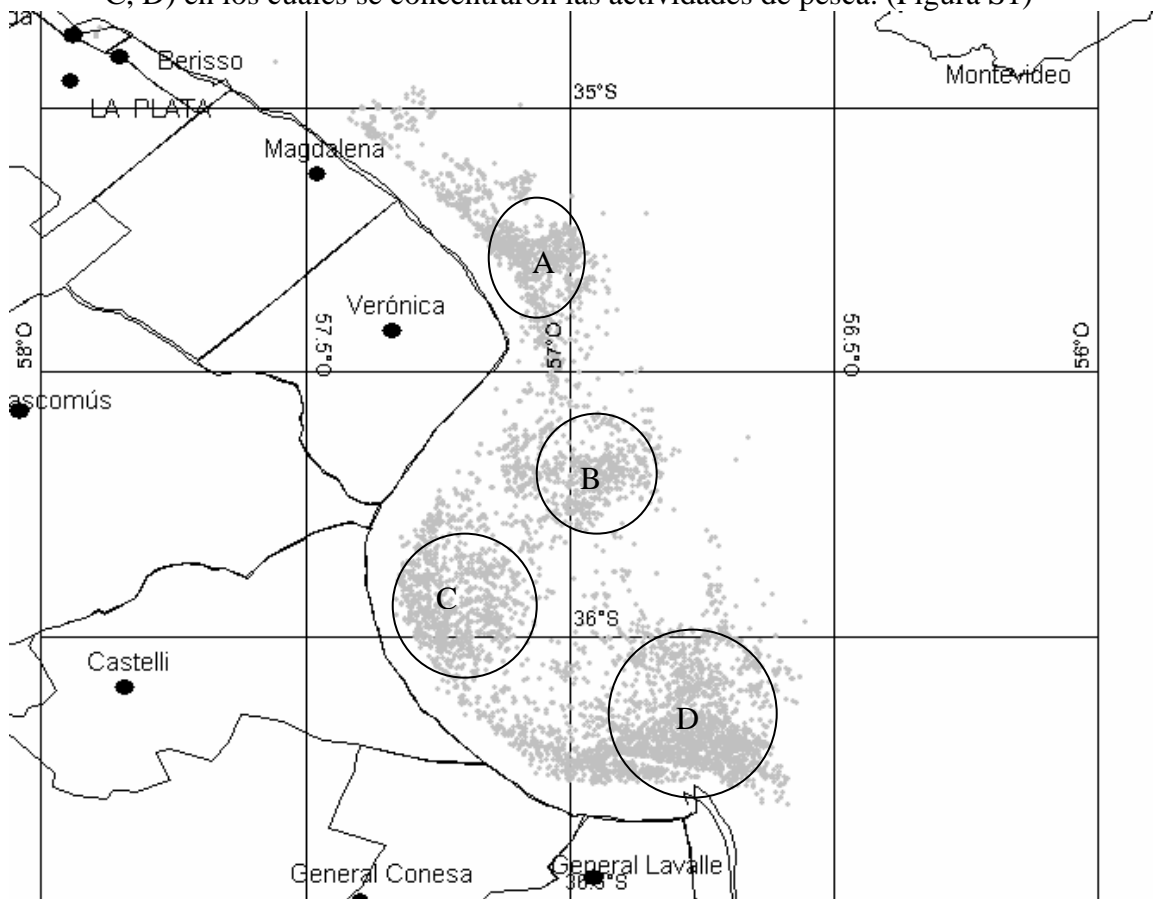 C, D) en los cuales se concentraron las actividades de pesca. (Figura S1)
Berisso
Montevideo
LA PLATA
35°S
Magdalena
A
Verónica
58°O
57.5°O
57°O
56.5°O
56°O
ascomús
B
C
36°S
Castelli
D
General Conesa
General Lavalle